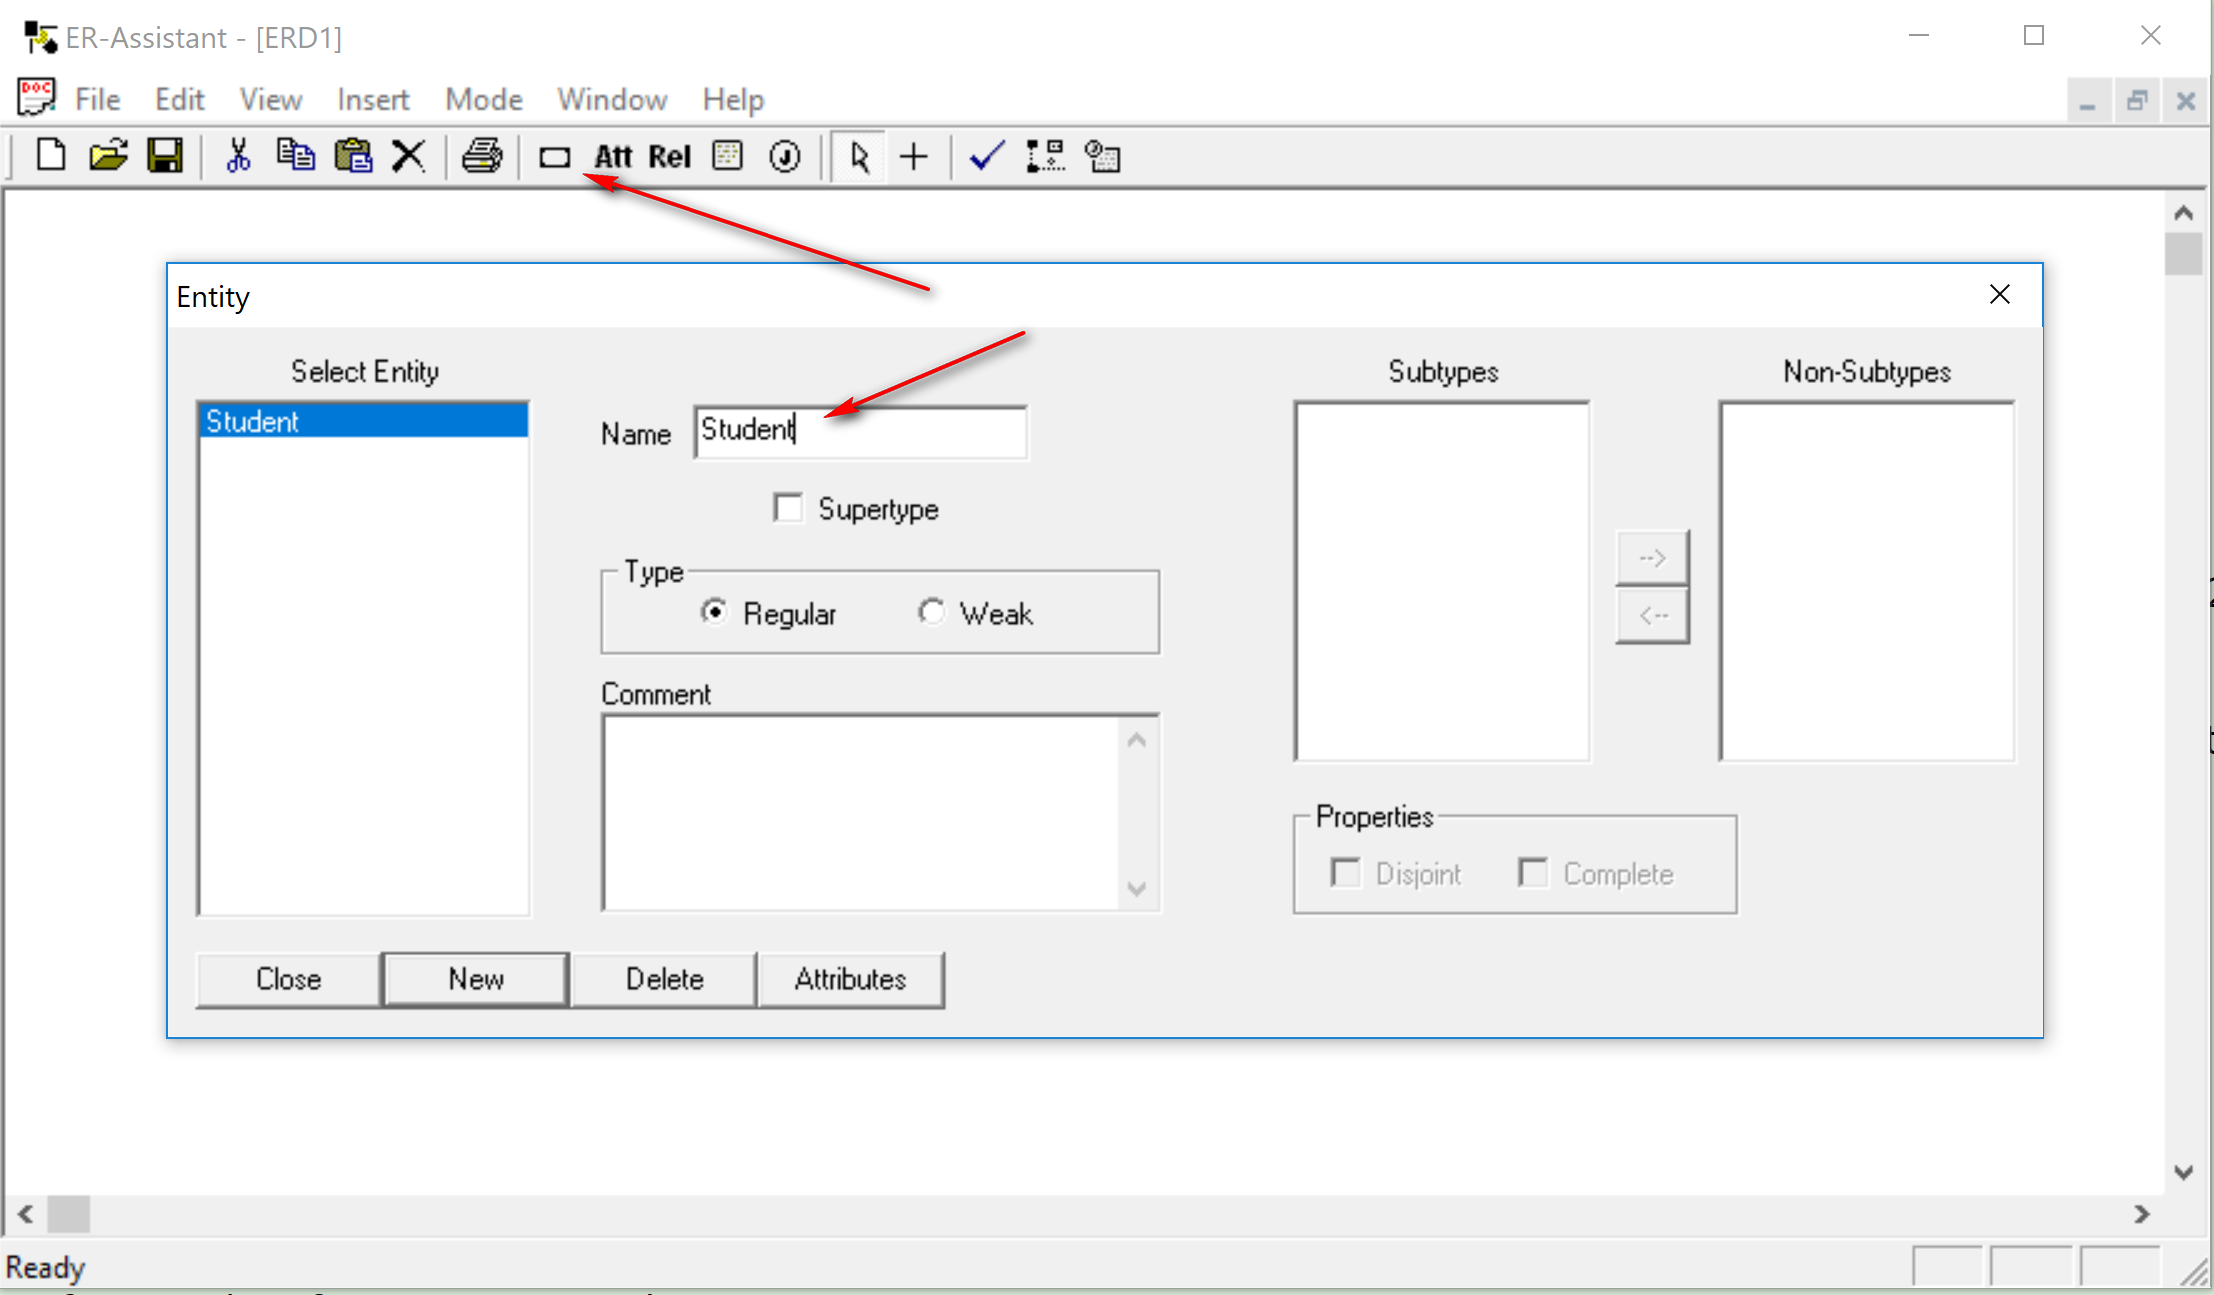 ER-Assistant - [ERD1]
DOC File Edit View Insert Mode Window Help
Att Rel J
Entity
Select Entity
Subtypes
Non-Subtypes
Student
Name Student
Supertype
-->
<--
Type
Regular Weak
Comment
Properties
Disjoint Complete
Close New Delete Attributes
Ready